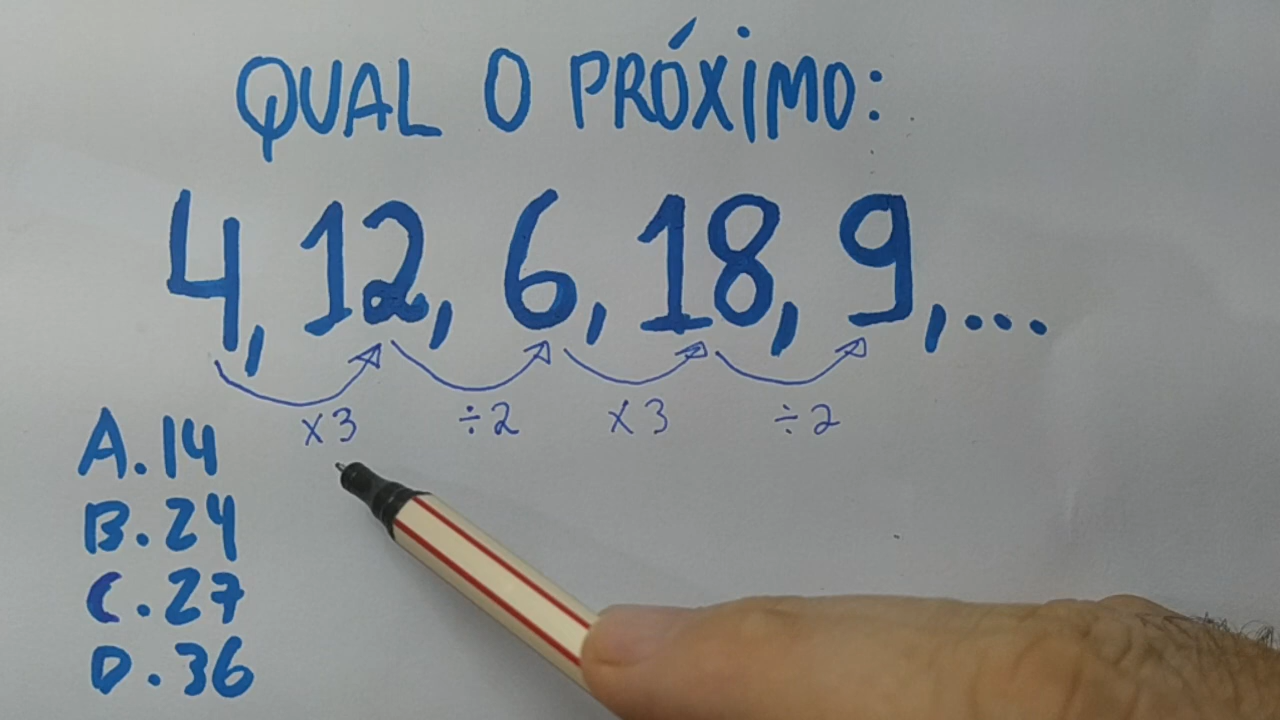 QUAL O PRÓXIMO:
4, 12, 6, 18, 9, ...
x3 ÷2 x3 ÷2
A. 14
B. 24
C. 27
D. 36